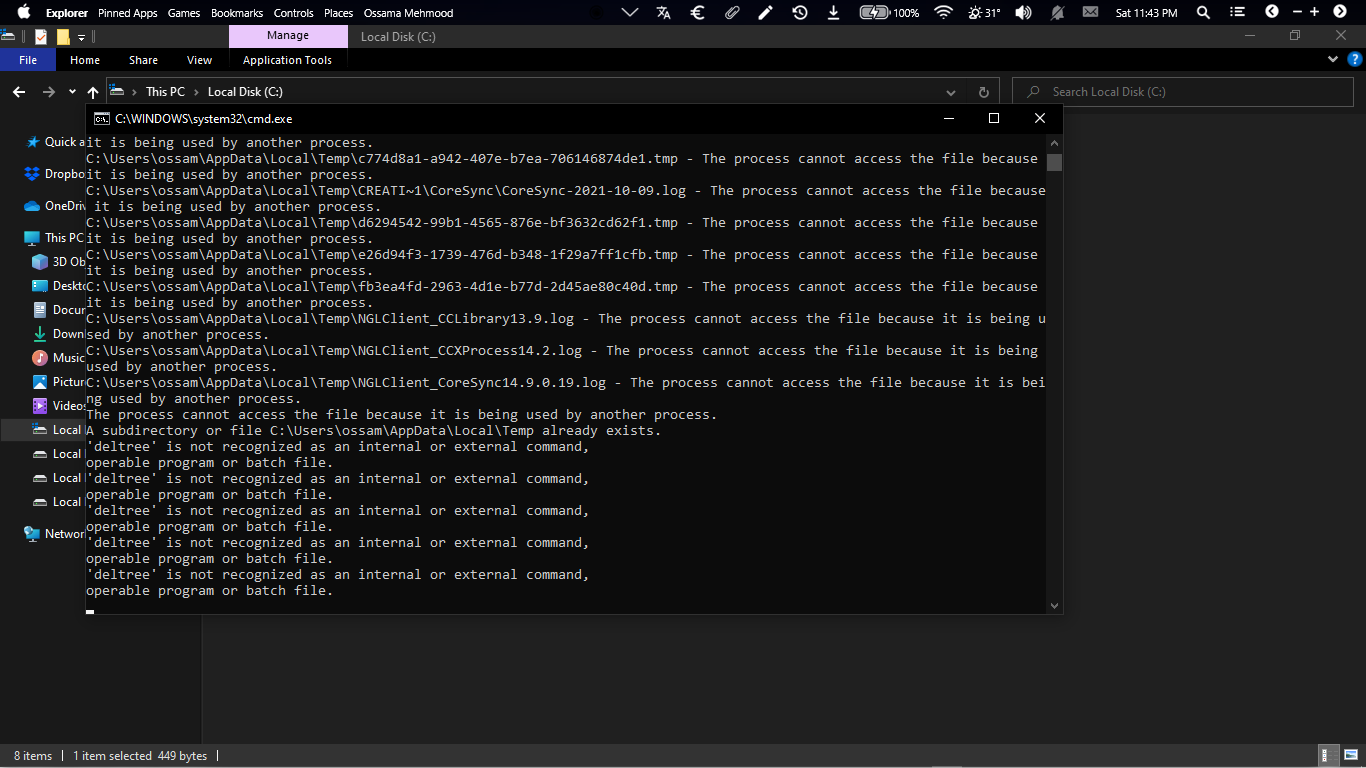 Explorer Pinned Apps Games Bookmarks Controls Places Ossama Mehmood
100% 31° Sat 11:43 PM
Manage Local Disk (C:)
File Home Share View Application Tools
This PC Local Disk (C:) Search Local Disk (C:)
C:\WINDOWS\system32\cmd.exe
it is being used by another process.
C:\Users\ossam\AppData\Local\Temp\c774d8a1-a942-407e-b7ea-706146874de1.tmp - The process cannot access the file because
it is being used by another process.
C:\Users\ossam\AppData\Local\Temp\CREATI~1\CoreSync\CoreSync-2021-10-09.log - The process cannot access the file because
it is being used by another process.
C:\Users\ossam\AppData\Local\Temp\d6294542-99b1-4565-876e-bf3632cd62f1.tmp - The process cannot access the file because
it is being used by another process.
C:\Users\ossam\AppData\Local\Temp\e26d94f3-1739-476d-b348-1f29a7ff1cfb.tmp - The process cannot access the file because
it is being used by another process.
C:\Users\ossam\AppData\Local\Temp\fb3ea4fd-2963-4d1e-b77d-2d45ae80c40d.tmp - The process cannot access the file because
it is being used by another process.
C:\Users\ossam\AppData\Local\Temp\NGLClient_CCLibrary13.9.log - The process cannot access the file because it is being u
sed by another process.
C:\Users\ossam\AppData\Local\Temp\NGLClient_CCXProcess14.2.log - The process cannot access the file because it is being
used by another process.
C:\Users\ossam\AppData\Local\Temp\NGLClient_CoreSync14.9.0.19.log - The process cannot access the file because it is bei
ng used by another process.
The process cannot access the file because it is being used by another process.
A subdirectory or file C:\Users\ossam\AppData\Local\Temp already exists.
'deltree' is not recognized as an internal or external command,
operable program or batch file.
'deltree' is not recognized as an internal or external command,
operable program or batch file.
'deltree' is not recognized as an internal or external command,
operable program or batch file.
'deltree' is not recognized as an internal or external command,
operable program or batch file.
'deltree' is not recognized as an internal or external command,
operable program or batch file.
Quick a
Dropbo
OneDriv
This PC
3D Ob
Deskto
Docur
Downl
Music
Picture
Videos
Local
Local
Local
Local
Networ
8 items 1 item selected 449 bytes